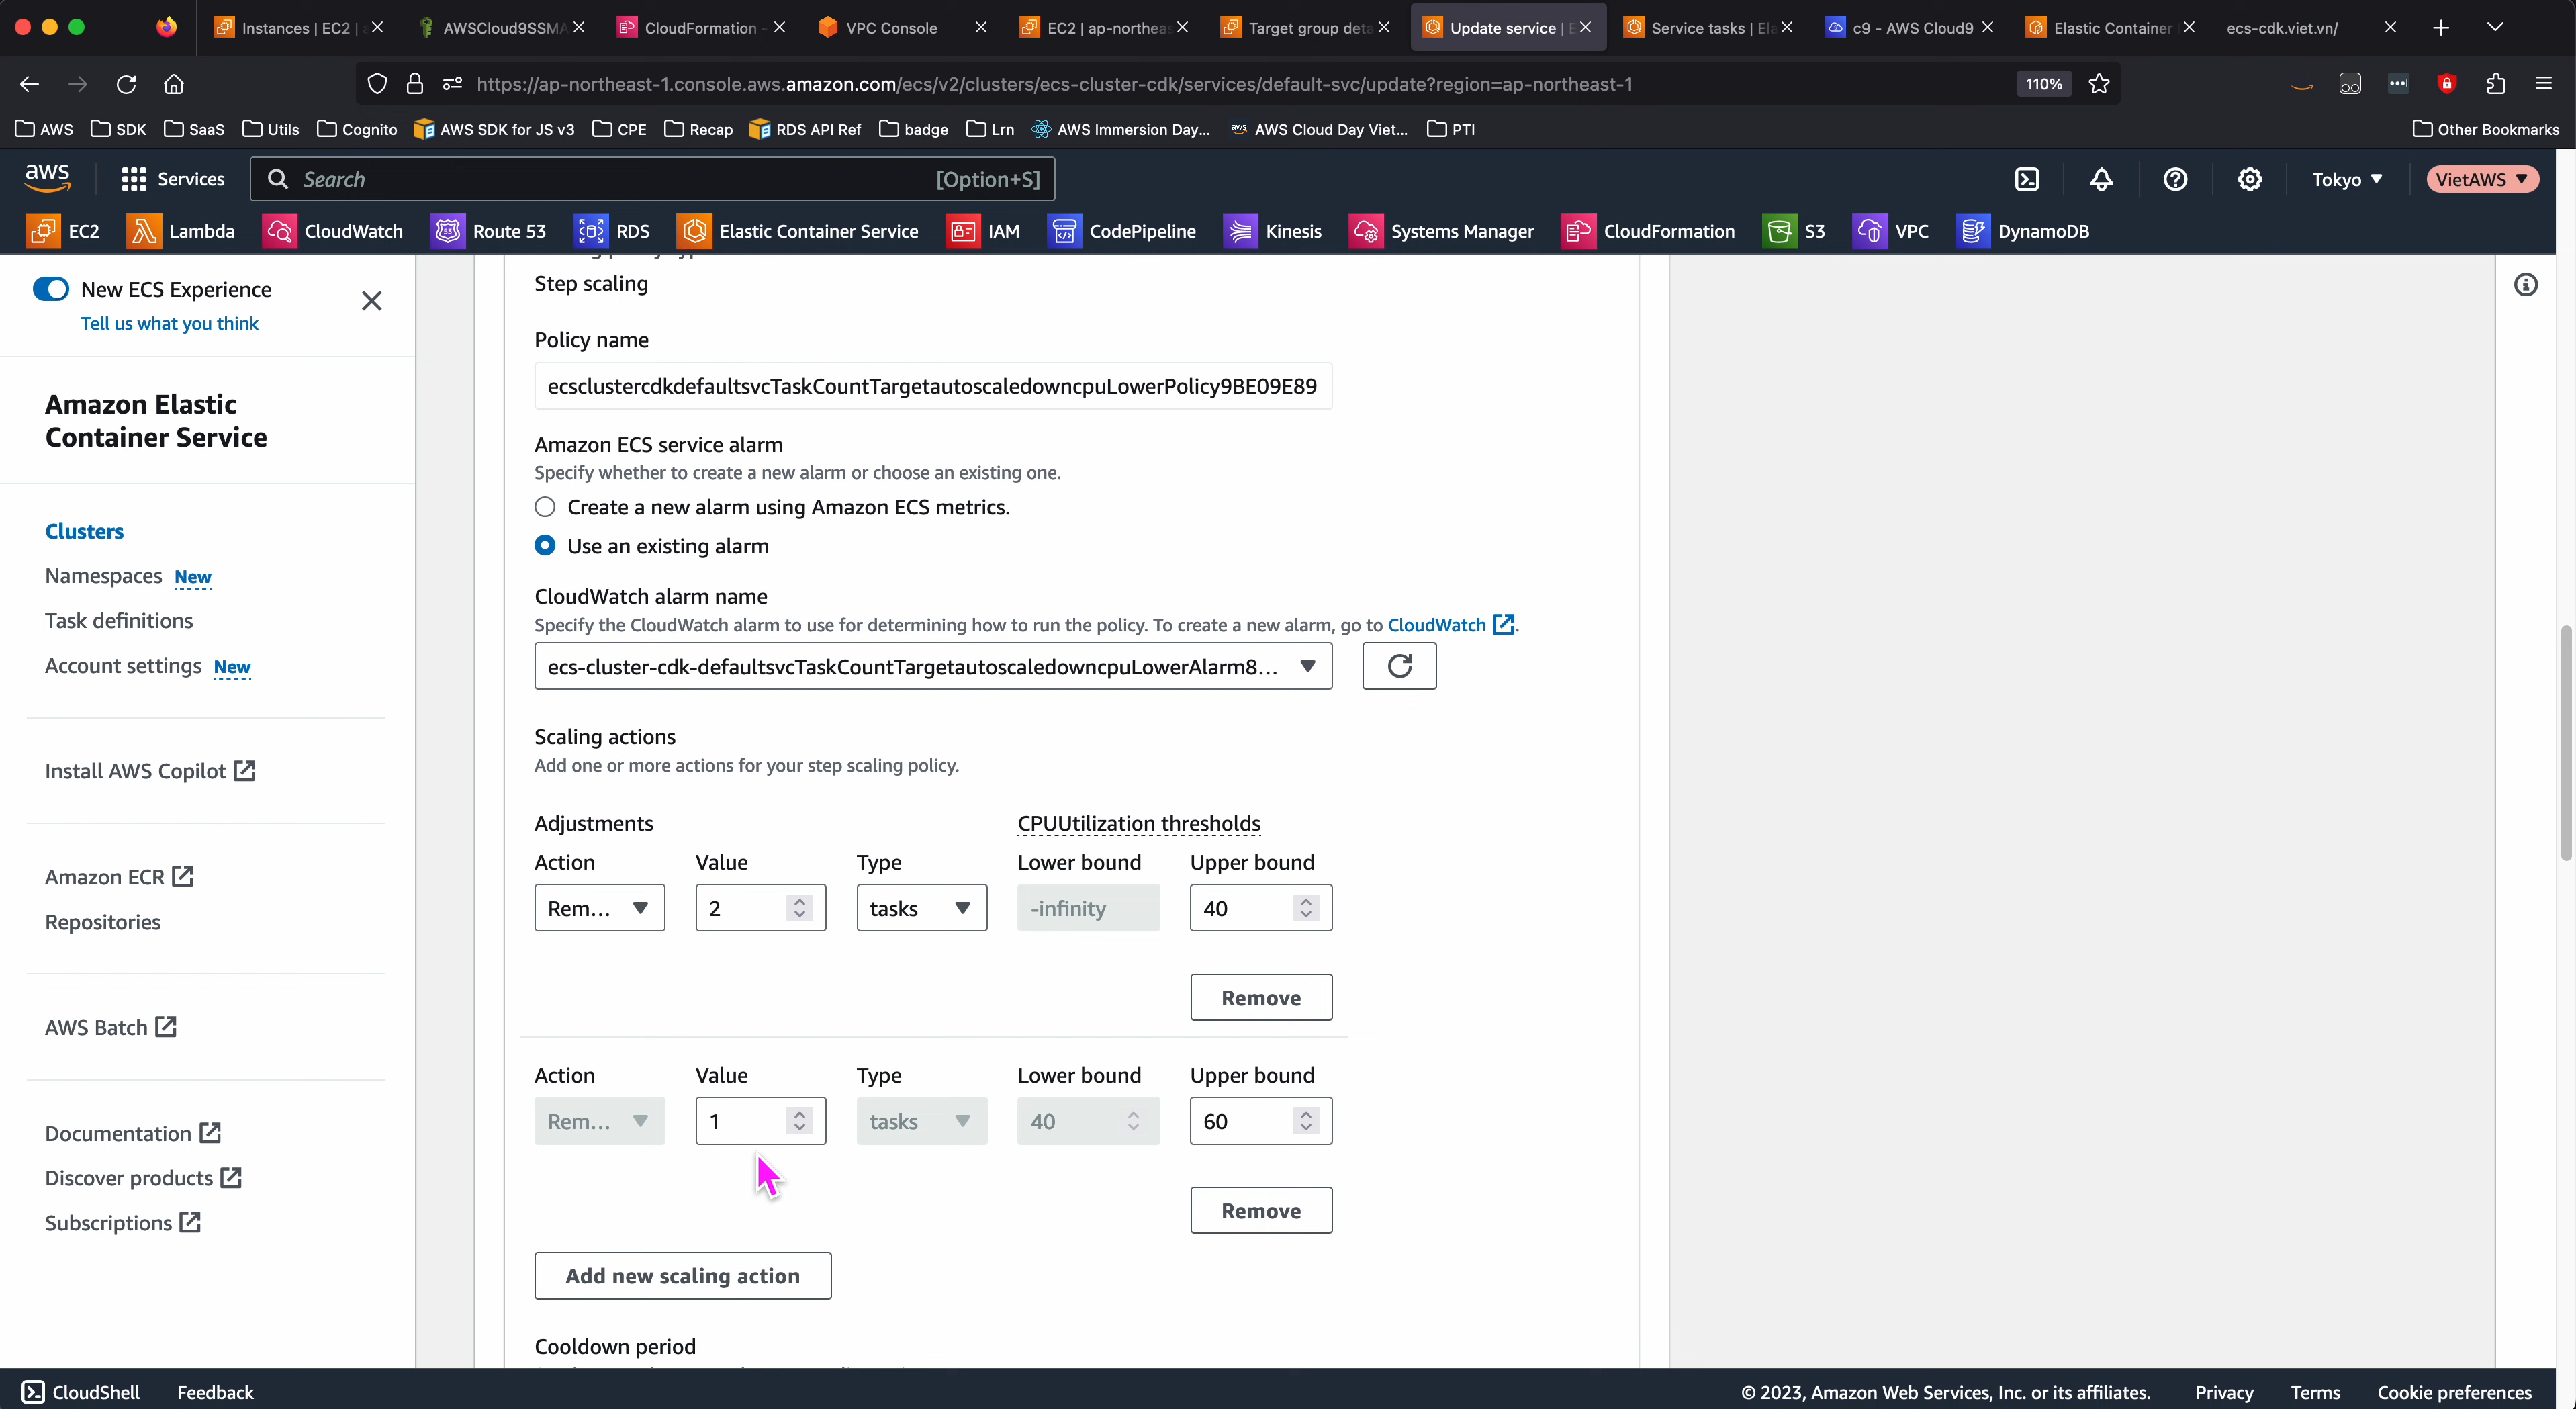 Instances | EC2 | a
AWSCloud9SSMA
CloudFormation -
VPC Console
EC2 | ap-northeas
Target group deta
Update service | E
Service tasks | Ela
c9 - AWS Cloud9
Elastic Container
ecs-cdk.viet.vn/
https://ap-northeast-1.console.aws.amazon.com/ecs/v2/clusters/ecs-cluster-cdk/services/default-svc/update?region=ap-northeast-1
110%
AWS
SDK
SaaS
Utils
Cognito
AWS SDK for JS v3
CPE
Recap
RDS API Ref
badge
Lrn
AWS Immersion Day...
aws
AWS Cloud Day Viet...
PTI
Other Bookmarks
aws
Services
Search
[Option+S]
Tokyo
VietAWS
EC2
Lambda
CloudWatch
Route 53
RDS
Elastic Container Service
IAM
CodePipeline
Kinesis
Systems Manager
CloudFormation
S3
VPC
DynamoDB
New ECS Experience
Tell us what you think
Amazon Elastic
Container Service
Clusters
Namespaces New
Task definitions
Account settings New
Install AWS Copilot
Amazon ECR
Repositories
AWS Batch
Documentation
Discover products
Subscriptions
Step scaling
Policy name
ecsclustercdkdefaultsvcTaskCountTargetautoscaledowncpuLowerPolicy9BE09E89
Amazon ECS service alarm
Specify whether to create a new alarm or choose an existing one.
Create a new alarm using Amazon ECS metrics.
Use an existing alarm
CloudWatch alarm name
Specify the CloudWatch alarm to use for determining how to run the policy. To create a new alarm, go to CloudWatch .
ecs-cluster-cdk-defaultsvcTaskCountTargetautoscaledowncpuLowerAlarm8...
Scaling actions
Add one or more actions for your step scaling policy.
Adjustments CPUUtilization thresholds
Action Value Type Lower bound Upper bound
Rem... 2 tasks -infinity 40
Remove
Action Value Type Lower bound Upper bound
Rem... 1 tasks 40 60
Remove
Add new scaling action
Cooldown period
CloudShell
Feedback
© 2023, Amazon Web Services, Inc. or its affiliates.
Privacy
Terms
Cookie preferences